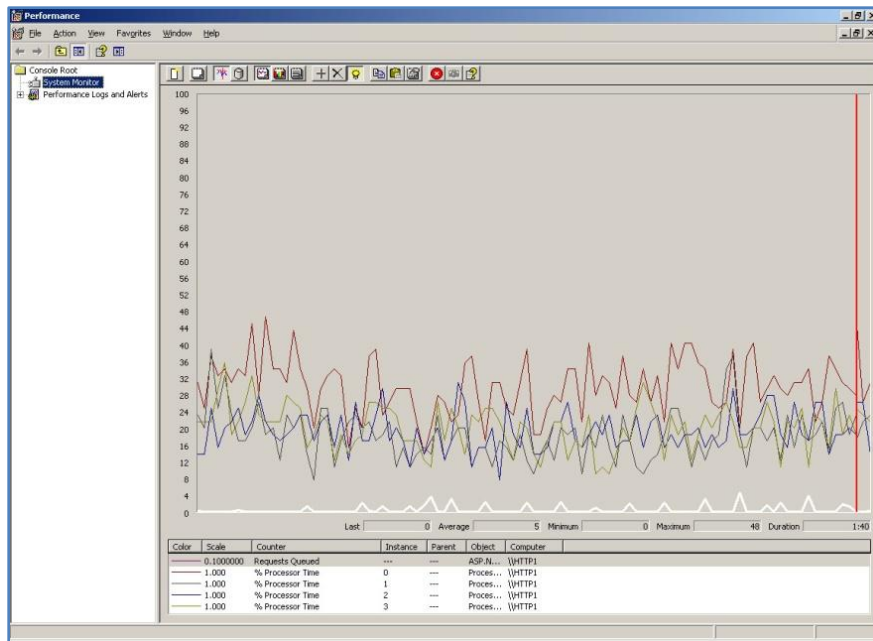 Performance
File Action View Favorites Window Help
Console Root
System Monitor
Performance Logs and Alerts
100
96
92
88
84
80
76
72
68
64
60
56
52
48
44
40
36
32
28
24
20
16
12
8
4
0
Last 0 Average 5 Minimum 0 Maximum 48 Duration 1:40
Color Scale Counter Instance Parent Object Computer
0.1000000 Requests Queued --- --- ASP.N... \\HTTP1
1.000 % Processor Time 0 --- Proces... \\HTTP1
1.000 % Processor Time 1 --- Proces... \\HTTP1
1.000 % Processor Time 2 --- Proces... \\HTTP1
1.000 % Processor Time 3 --- Proces... \\HTTP1